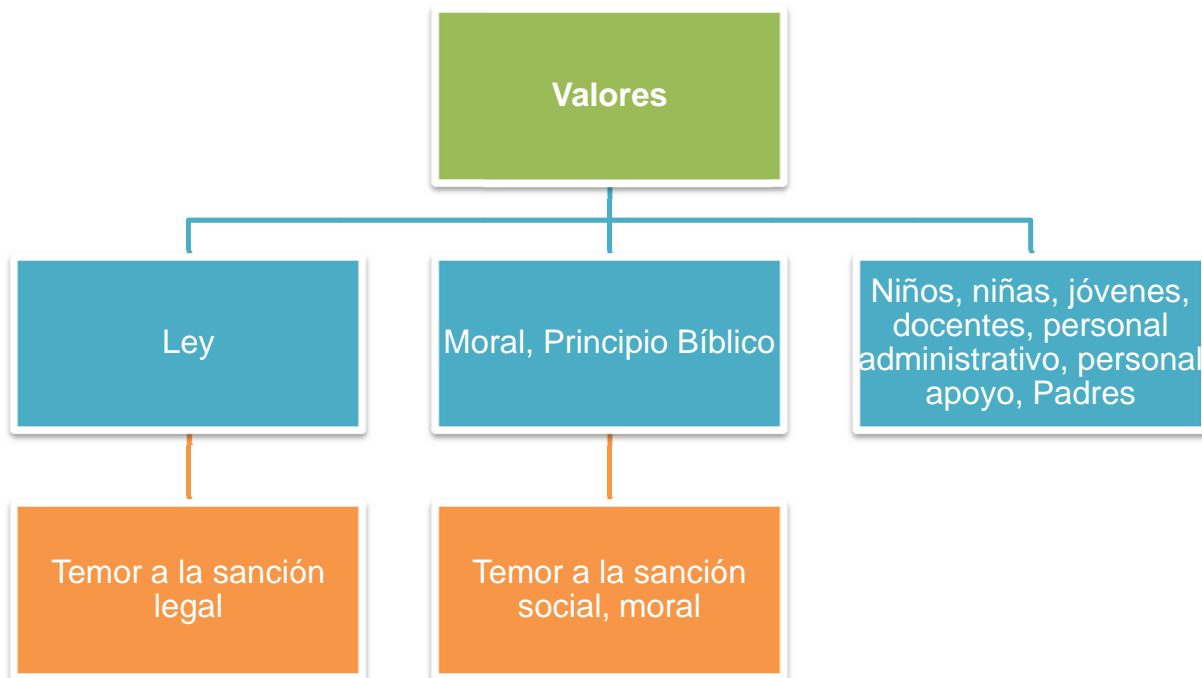 Valores
Ley
Moral, Principio Bíblico
Niños, niñas, jóvenes,
docentes, personal
administrativo, personal
apoyo, Padres
Temor a la sanción
legal
Temor a la sanción
social, moral